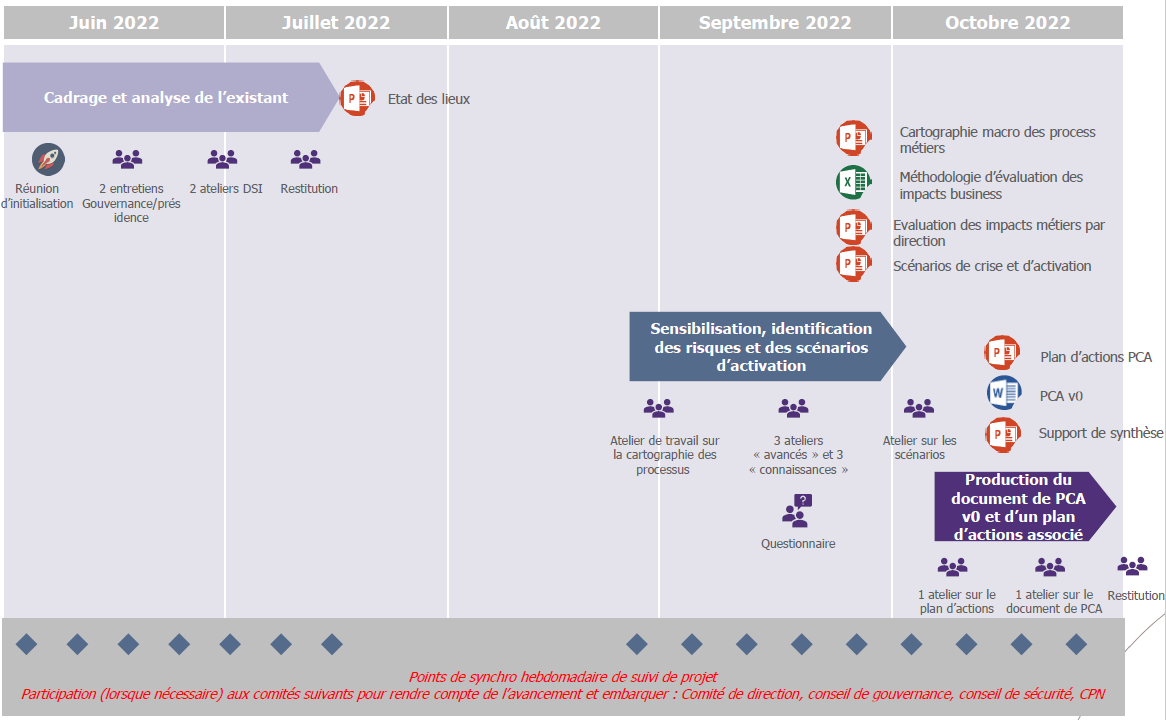 Juin 2022
Juillet 2022
Août 2022
Septembre 2022
Octobre 2022
Cadrage et analyse de l’existant
P
Etat des lieux
Réunion
d’initialisation
2 entretiens
Gouvernance/prés
idence
2 ateliers DSI
Restitution
P
Cartographie macro des process
métiers
X
Méthodologie d’évaluation des
impacts business
P
Evaluation des impacts métiers par
direction
P
Scénarios de crise et d’activation
Sensibilisation, identification
des risques et des scénarios
d’activation
P
Plan d’actions PCA
W
PCA v0
P
Support de synthèse
Atelier de travail sur
la cartographie des
processus
3 ateliers
« avancés » et 3
« connaissances »
Atelier sur les
scénarios
?
Questionnaire
Production du
document de PCA
v0 et d’un plan
d’actions associé
1 atelier sur le
plan d’actions
1 atelier sur le
document de PCA
Restitution
Points de synchro hebdomadaire de suivi de projet
Participation (lorsque nécessaire) aux comités suivants pour rendre compte de l’avancement et embarquer : Comité de direction, conseil de gouvernance, conseil de sécurité, CPN